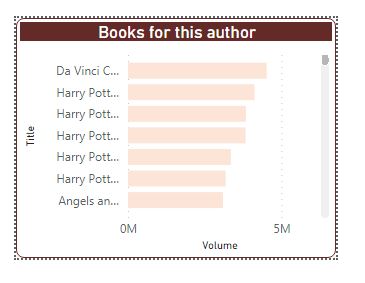 Books for this author
Title
Da Vinci C...
Harry Pott...
Harry Pott...
Harry Pott...
Harry Pott...
Harry Pott...
Angels an...
0M 5M
Volume